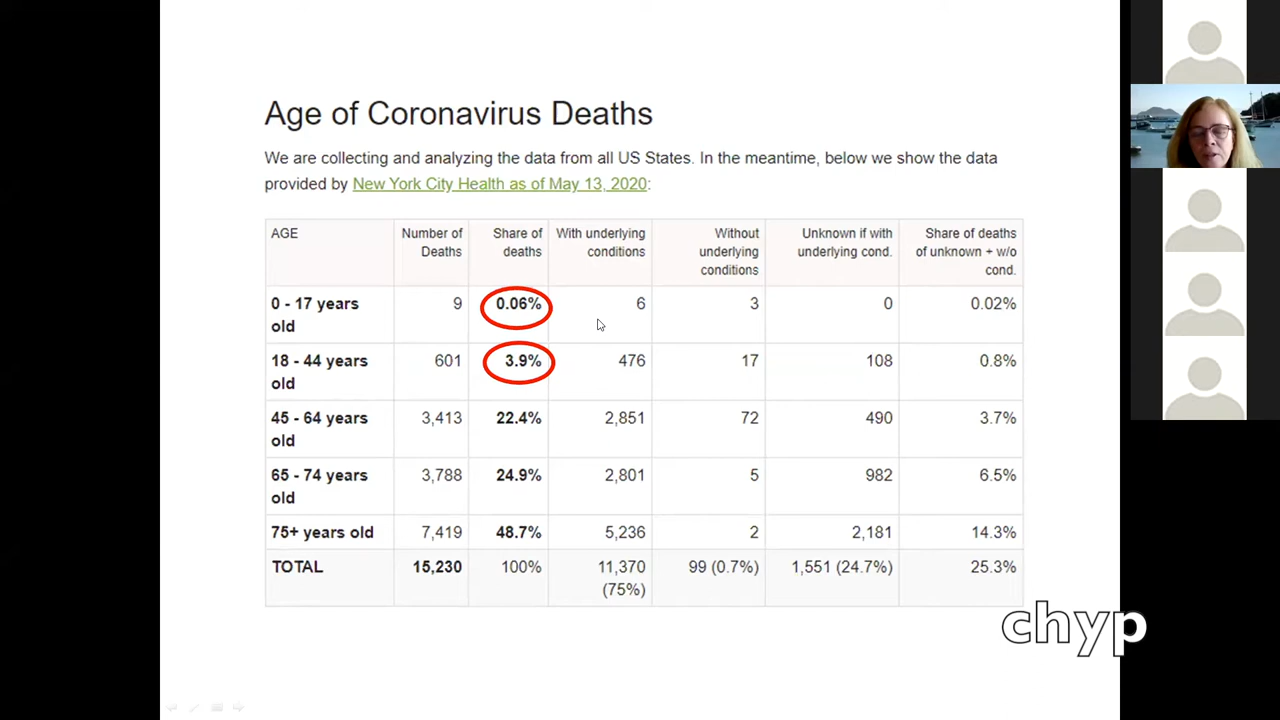 Age of Coronavirus Deaths
We are collecting and analyzing the data from all US States. In the meantime, below we show the data
provided by New York City Health as of May 13, 2020:
AGE Number of Deaths Share of deaths With underlying conditions Without underlying conditions Unknown if with underlying cond. Share of deaths of unknown + w/o cond.
0 - 17 years old 9 0.06% 6 3 0 0.02%
18 - 44 years old 601 3.9% 476 17 108 0.8%
45 - 64 years old 3,413 22.4% 2,851 72 490 3.7%
65 - 74 years old 3,788 24.9% 2,801 5 982 6.5%
75+ years old 7,419 48.7% 5,236 2 2,181 14.3%
TOTAL 15,230 100% 11,370 (75%) 99 (0.7%) 1,551 (24.7%) 25.3%
chyp